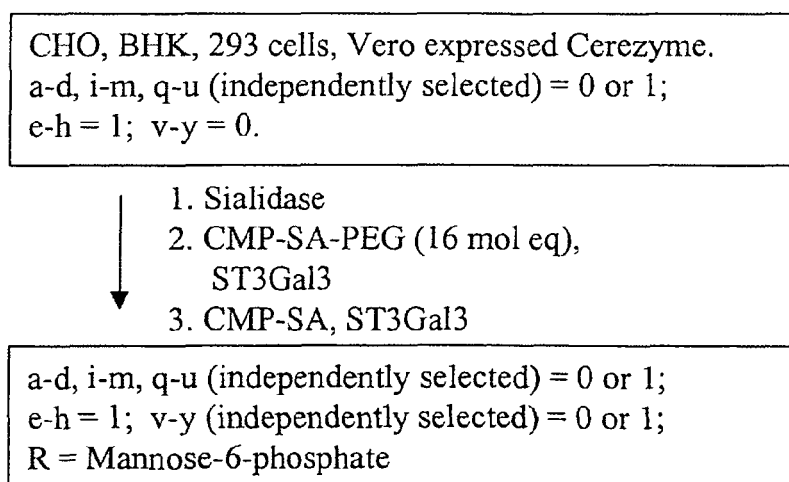 CHO, BHK, 293 cells, Vero expressed Cerezyme.
a-d, i-m, q-u (independently selected) = 0 or 1;
e-h = 1; v-y = 0.
1. Sialidase
2. CMP-SA-PEG (16 mol eq),
ST3Gal3
3. CMP-SA, ST3Gal3
a-d, i-m, q-u (independently selected) = 0 or 1;
e-h = 1; v-y (independently selected) = 0 or 1;
R = Mannose-6-phosphate